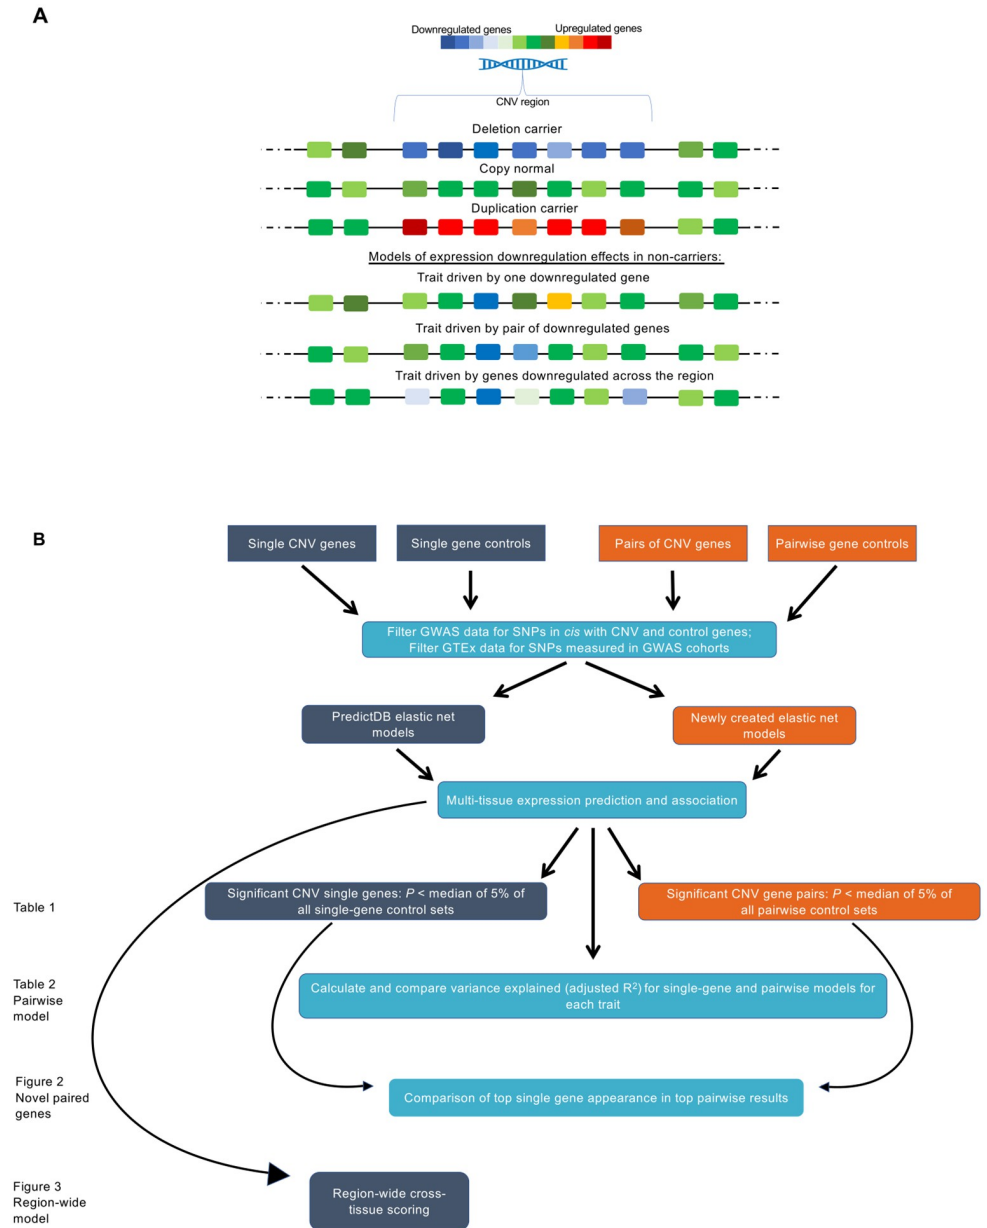 A
Downregulated genes
Upregulated genes
CNV region
Deletion carrier
Copy normal
Duplication carrier
Models of expression downregulation effects in non-carriers:
Trait driven by one downregulated gene
Trait driven by pair of downregulated genes
Trait driven by genes downregulated across the region
B
Single CNV genes
Single gene controls
Pairs of CNV genes
Pairwise gene controls
Filter GWAS data for SNPs in cis with CNV and control genes;
Filter GTEx data for SNPs measured in GWAS cohorts
PredictDB elastic net
models
Newly created elastic net
models
Multi-tissue expression prediction and association
Table 1
Significant CNV single genes: P < median of 5% of
all single-gene control sets
Significant CNV gene pairs: P < median of 5% of
all pairwise control sets
Table 2
Pairwise
model
Calculate and compare variance explained (adjusted R²) for single-gene and pairwise models for
each trait
Figure 2
Novel paired
genes
Comparison of top single gene appearance in top pairwise results
Figure 3
Region-wide
model
Region-wide cross-
tissue scoring